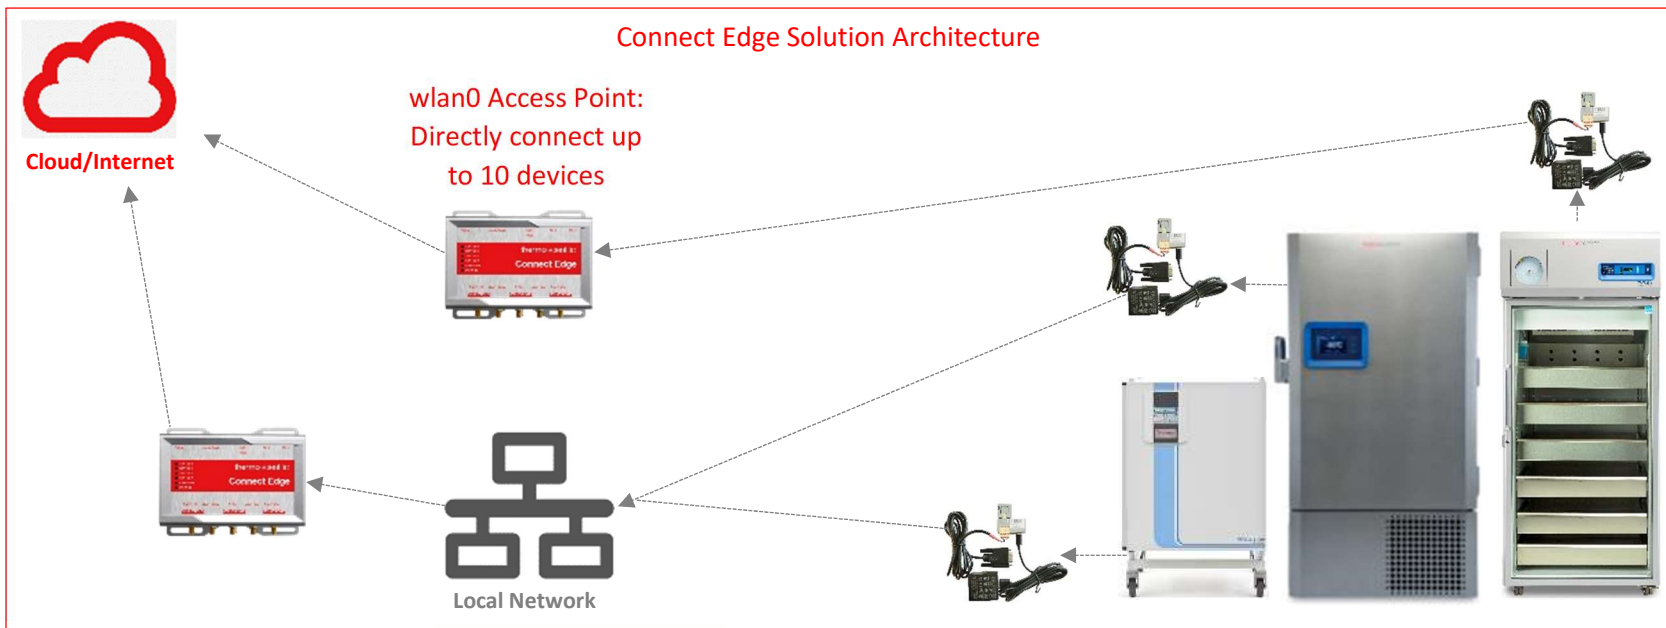 Connect Edge Solution Architecture
wlan0 Access Point:
Directly connect up
to 10 devices
Cloud/Internet
Connect Edge
Connect Edge
Local Network